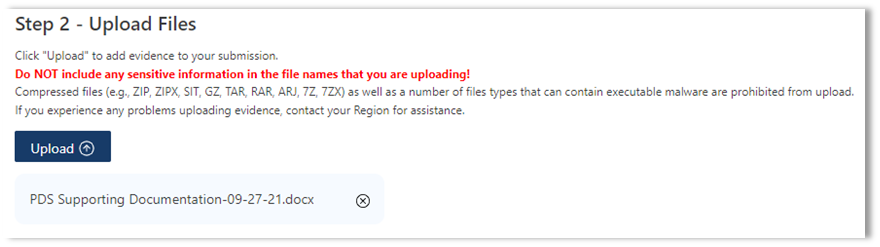 Step 2 - Upload Files
Click "Upload" to add evidence to your submission.
Do NOT include any sensitive information in the file names that you are uploading!
Compressed files (e.g., ZIP, ZIPX, SIT, GZ, TAR, RAR, ARJ, 7Z, 7ZX) as well as a number of files types that can contain executable malware are prohibited from upload.
If you experience any problems uploading evidence, contact your Region for assistance.
Upload
PDS Supporting Documentation-09-27-21.docx